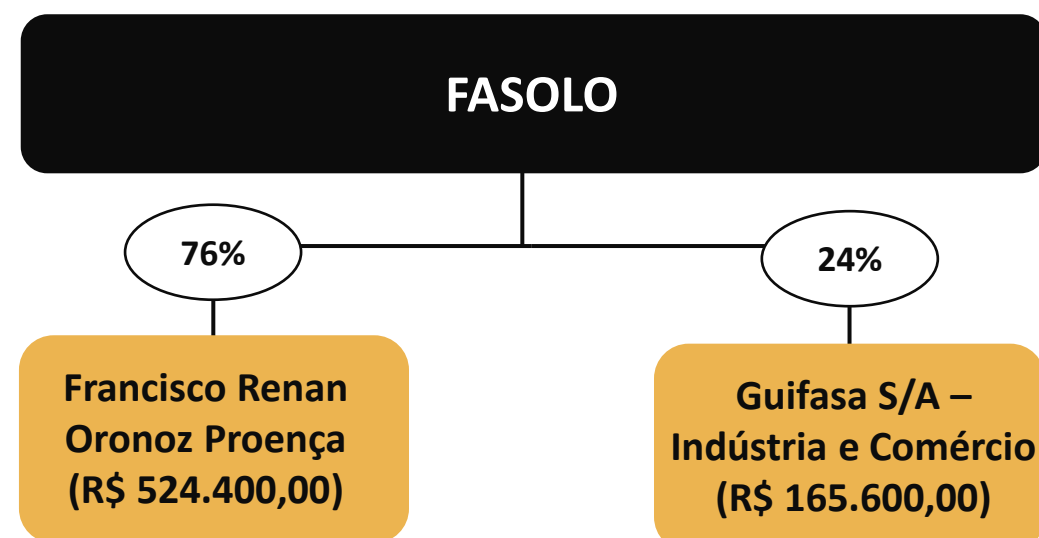 FASOLO
76%
24%
Francisco Renan
Oronoz Proença
(R$ 524.400,00)
Guifasa S/A –
Indústria e Comércio
(R$ 165.600,00)